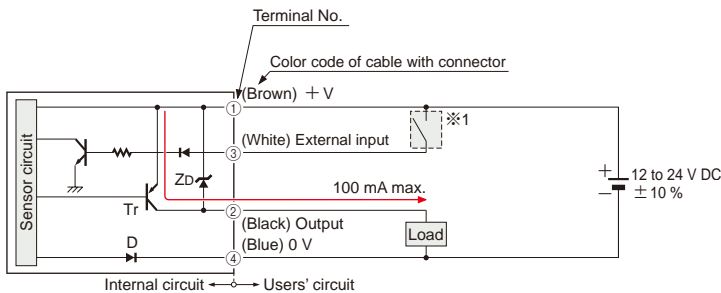 Terminal No.
Color code of cable with connector
(Brown) + V
1
※1
(White) External input
3
Sensor circuit
ZD
100 mA max.
+ 12 to 24 V DC
− ± 10 %
Tr
2
(Black) Output
Load
(Blue) 0 V
D
4
Internal circuit Users' circuit